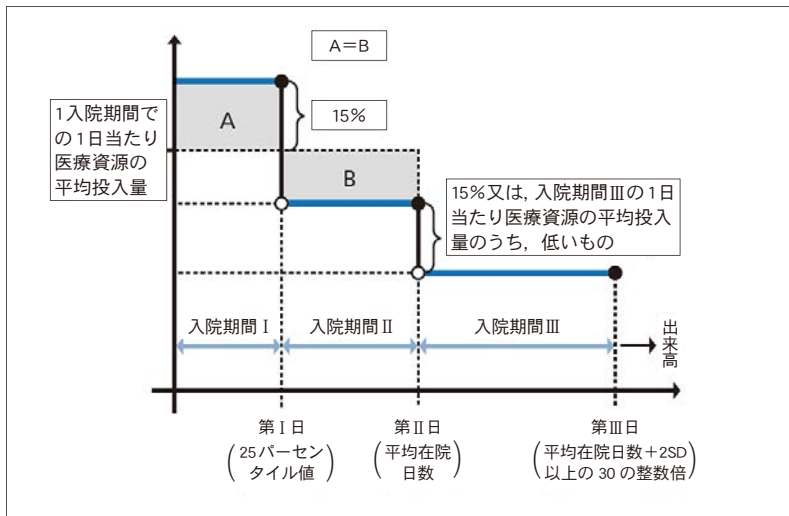 A=B
1入院期間で
の1日当たり
医療資源の
平均投入量
A
15%
B
15%又は，入院期間Ⅲの1日
当たり医療資源の平均投入
量のうち，低いもの
入院期間Ⅰ
入院期間Ⅱ
入院期間Ⅲ
出来高
第Ⅰ日
(25パーセン
タイル値)
第Ⅱ日
(平均在院
日数)
第Ⅲ日
(平均在院日数+2SD
以上の30の整数倍)